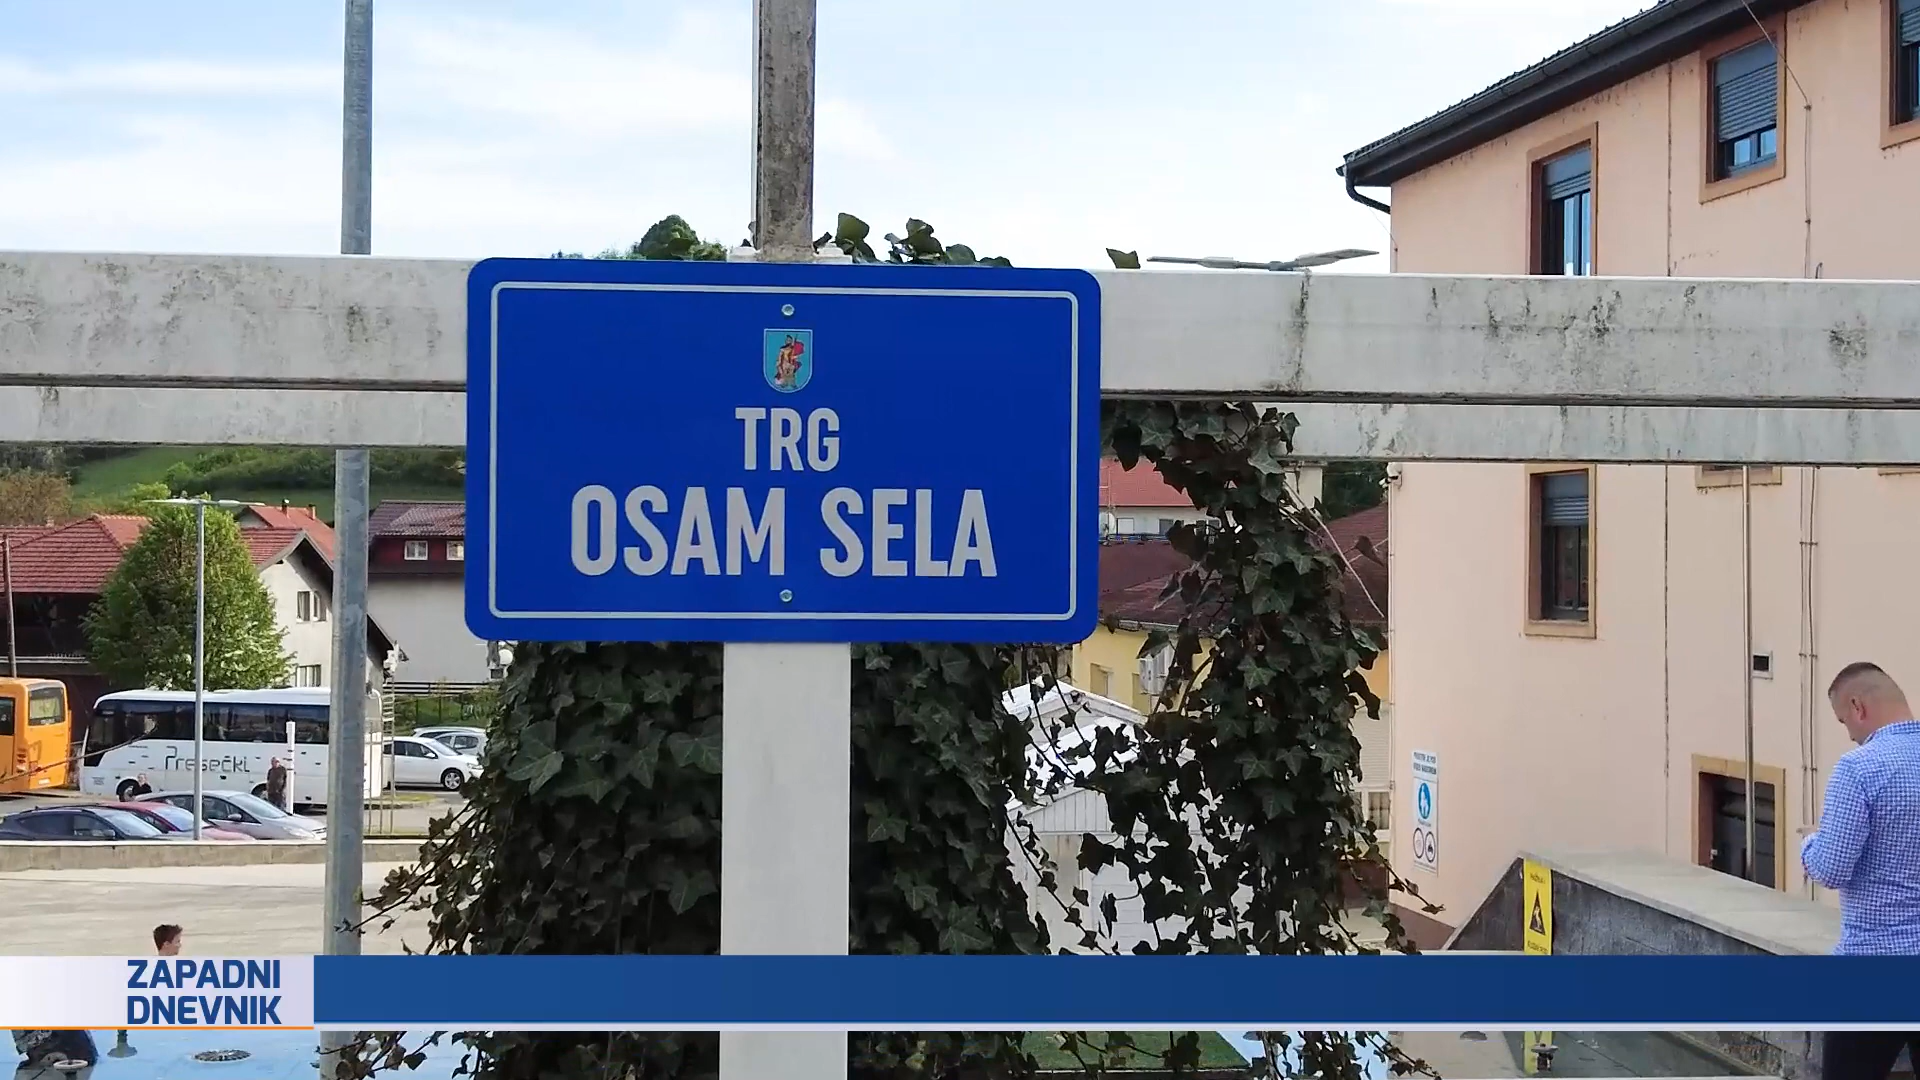 TRG
OSAM SELA
Presečki
ZAPADNI
DNEVNIK